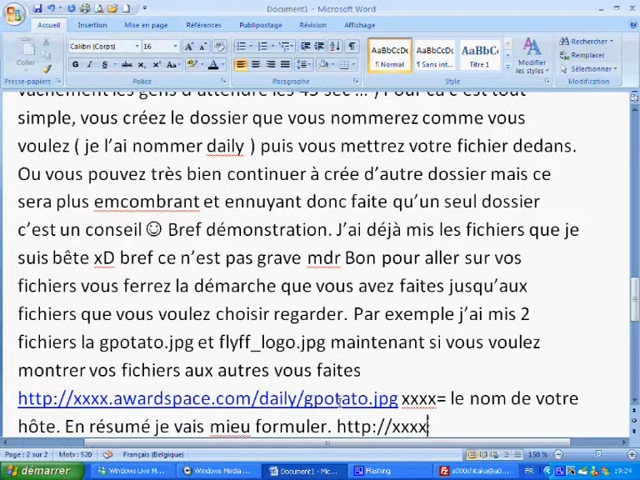 Document1 - Microsoft Word
Accueil Insertion Mise en page Références Publipostage Révision Affichage
Coller
Calibri (Corps) 16
AaBbCcDc AaBbCcDc AaBbCc
¶ Normal ¶ Sans int... Titre 1
Modifier les styles
Rechercher
Remplacer
Sélectionner
Presse-papiers Police Paragraphe Style Modification
vachement les gens d'attendre les 45 sec ... ) Pour ça c'est tout
simple, vous créez le dossier que vous nommerez comme vous
voulez ( je l'ai nommer daily ) puis vous mettrez votre fichier dedans.
Ou vous pouvez très bien continuer à crée d'autre dossier mais ce
sera plus emcombrant et ennuyant donc faite qu'un seul dossier
c'est un conseil ☺ Bref démonstration. J'ai déjà mis les fichiers que je
suis bête xD bref ce n'est pas grave mdr Bon pour aller sur vos
fichiers vous ferrez la démarche que vous avez faites jusqu'aux
fichiers que vous voulez choisir regarder. Par exemple j'ai mis 2
fichiers la gpotato.jpg et flyff_logo.jpg maintenant si vous voulez
montrer vos fichiers aux autres vous faites
http://xxxx.awardspace.com/daily/gpotato.jpg xxxx= le nom de votre
hôte. En résumé je vais mieu formuler. http://xxxx
Page : 2 sur 2 Mots : 520 Français (Belgique) 150 %
démarrer Windows Live M... Windows Media ... Document1 - Micros... Flashing a000shitaka@a0... FR 19:24